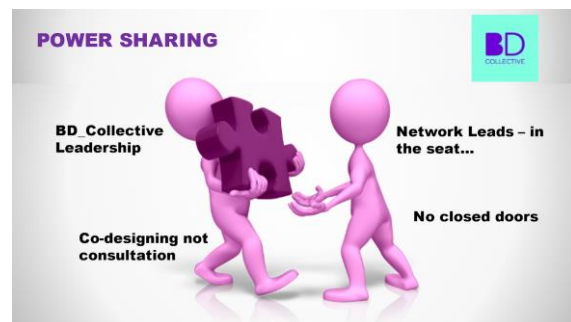 POWER SHARING
BD
COLLECTIVE
BD_Collective
Leadership
Network Leads – in
the seat...
No closed doors
Co-designing not
consultation